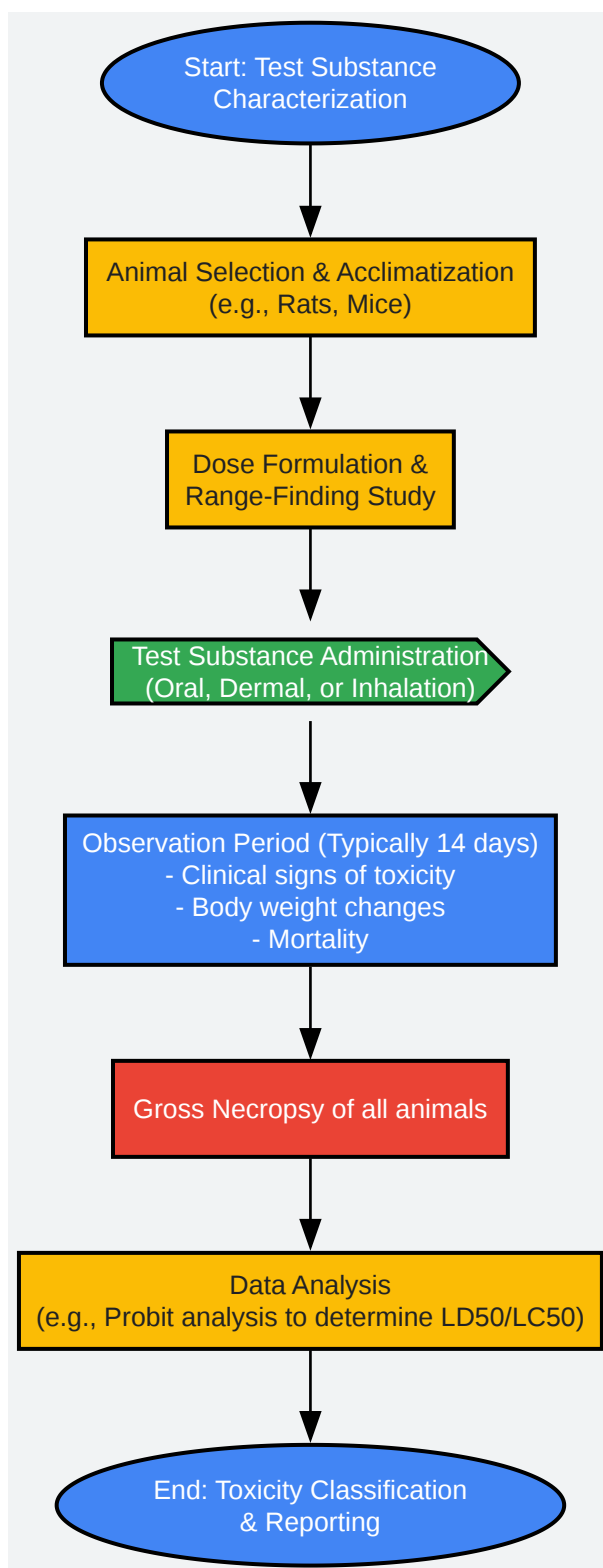 Start: Test Substance
Characterization
Animal Selection & Acclimatization
(e.g., Rats, Mice)
Dose Formulation &
Range-Finding Study
Test Substance Administration
(Oral, Dermal, or Inhalation)
Observation Period (Typically 14 days)
- Clinical signs of toxicity
- Body weight changes
- Mortality
Gross Necropsy of all animals
Data Analysis
(e.g., Probit analysis to determine LD50/LC50)
End: Toxicity Classification
& Reporting